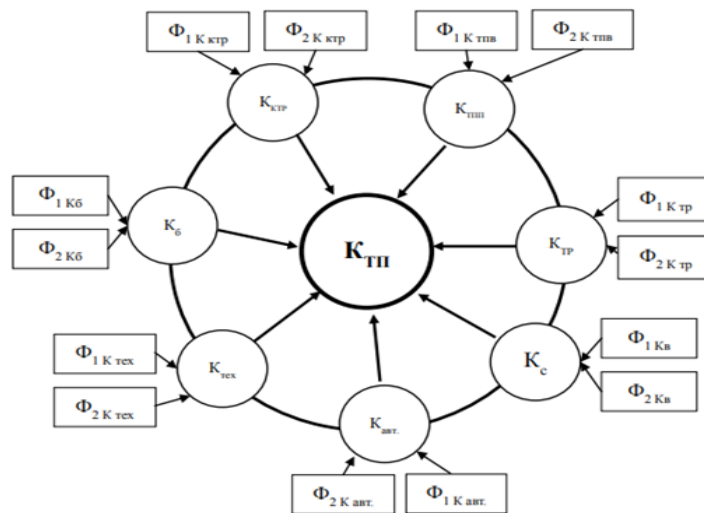 Ф1 К ктр
Ф2 К ктр
Ф1 К тпв
Ф2 К тпв
Кктр
Ктпп
Ф1 Кб
Ф2 Кб
Кб
КТП
КТР
Ф1 К тр
Ф2 К тр
Ф1 К тех
Ф2 К тех
Ктех
Кс
Ф1 Кв
Ф2 Кв
Кавт.
Ф2 К авт.
Ф1 К авт.